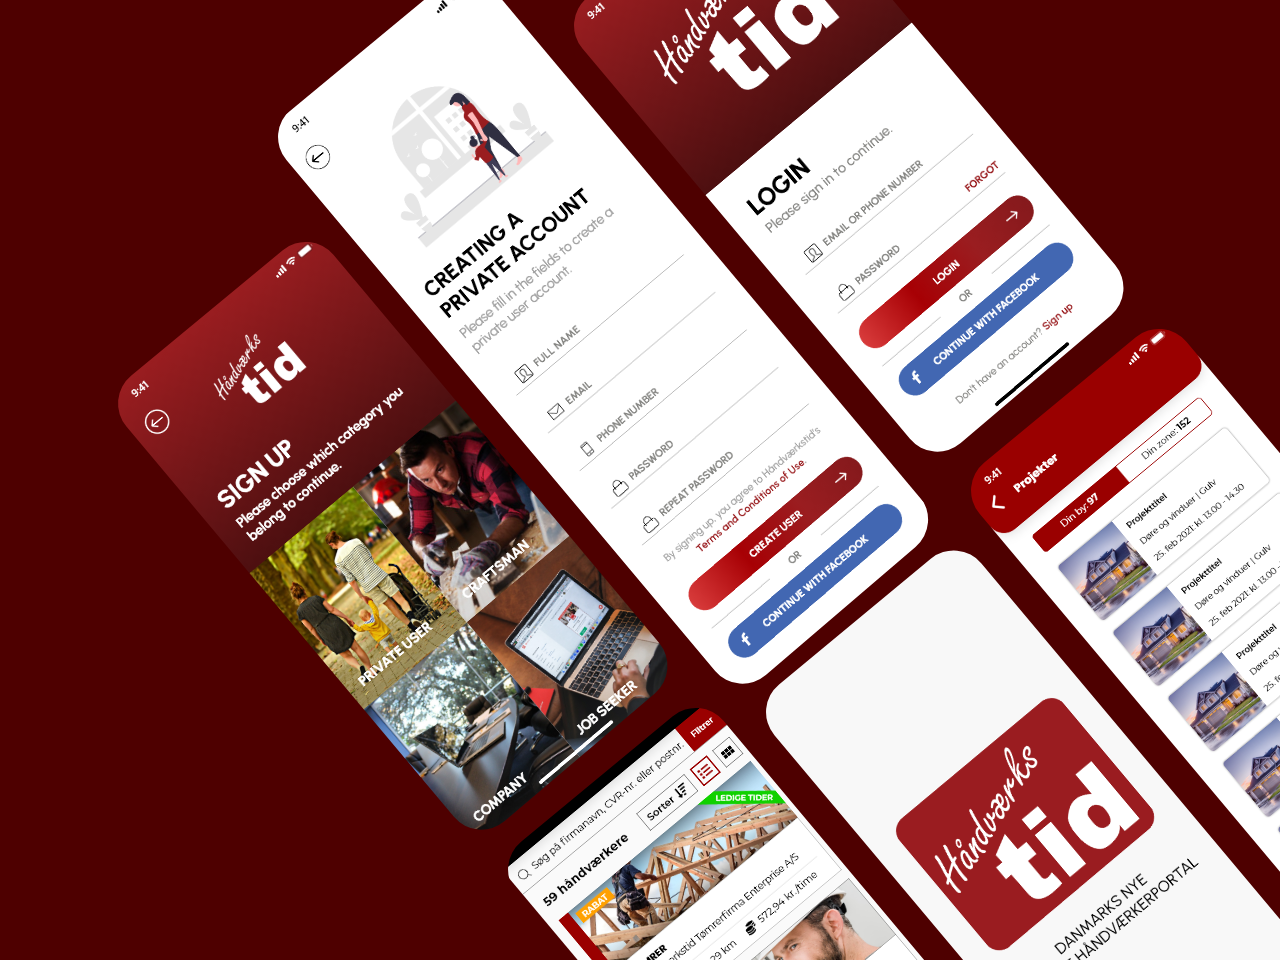 9:41
Håndværks
tid
SIGN UP
Please choose which category you
belong to continue.
PRIVATE USER
CRAFTSMAN
COMPANY
JOB SEEKER
9:41
CREATING A
PRIVATE ACCOUNT
Please fill in the fields to create a
private user account.
FULL NAME
EMAIL
PHONE NUMBER
PASSWORD
REPEAT PASSWORD
By signing up, you agree to Håndværkstid's
Terms and Conditions of Use.
CREATE USER
OR
CONTINUE WITH FACEBOOK
9:41
Håndværks
tid
LOGIN
Please sign in to continue.
EMAIL OR PHONE NUMBER
PASSWORD
FORGOT
LOGIN
OR
CONTINUE WITH FACEBOOK
Don't have an account? Sign up
Søg på firmanavn, CVR-nr. eller postnr.
Filtrer
59 håndværkere
Sorter
RABAT
LEDIGE TIDER
rkstid Tømrerfirma Enterprise A/S
29 km
572,94 kr./time
Håndværks
tid
DANMARKS NYE
HÅNDVÆRKERPORTAL
9:41
Projekter
Din by: 97
Din zone: 152
Projekttitel
Døre og vinduer | Gulv
25. feb 2021 kl. 13.00 - 14.30
Projekttitel
Døre og vinduer | Gulv
25. feb 2021 kl. 13.00 -
Projekttitel
Døre og
25. fe